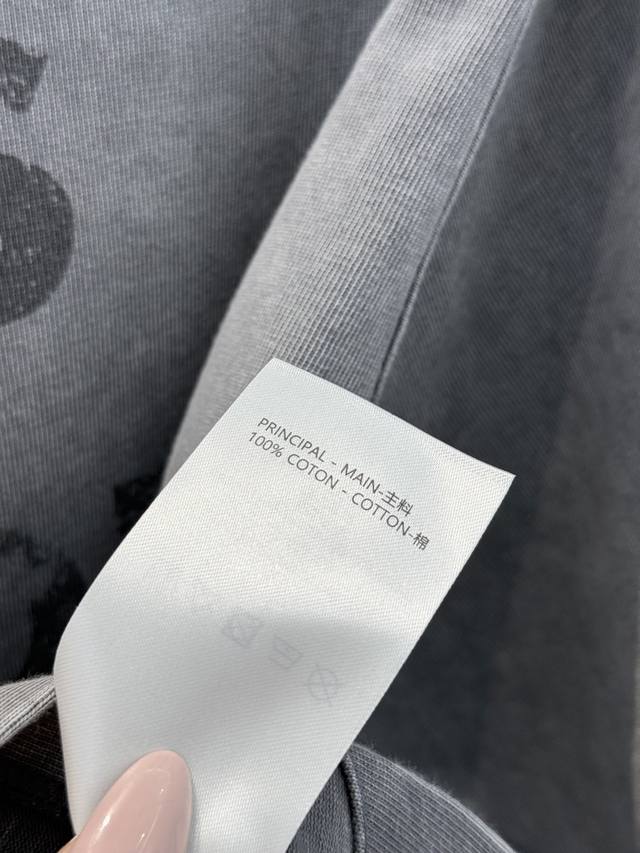 PRINCIPAL - MAIN-主料
100% COTON - COTTON-棉